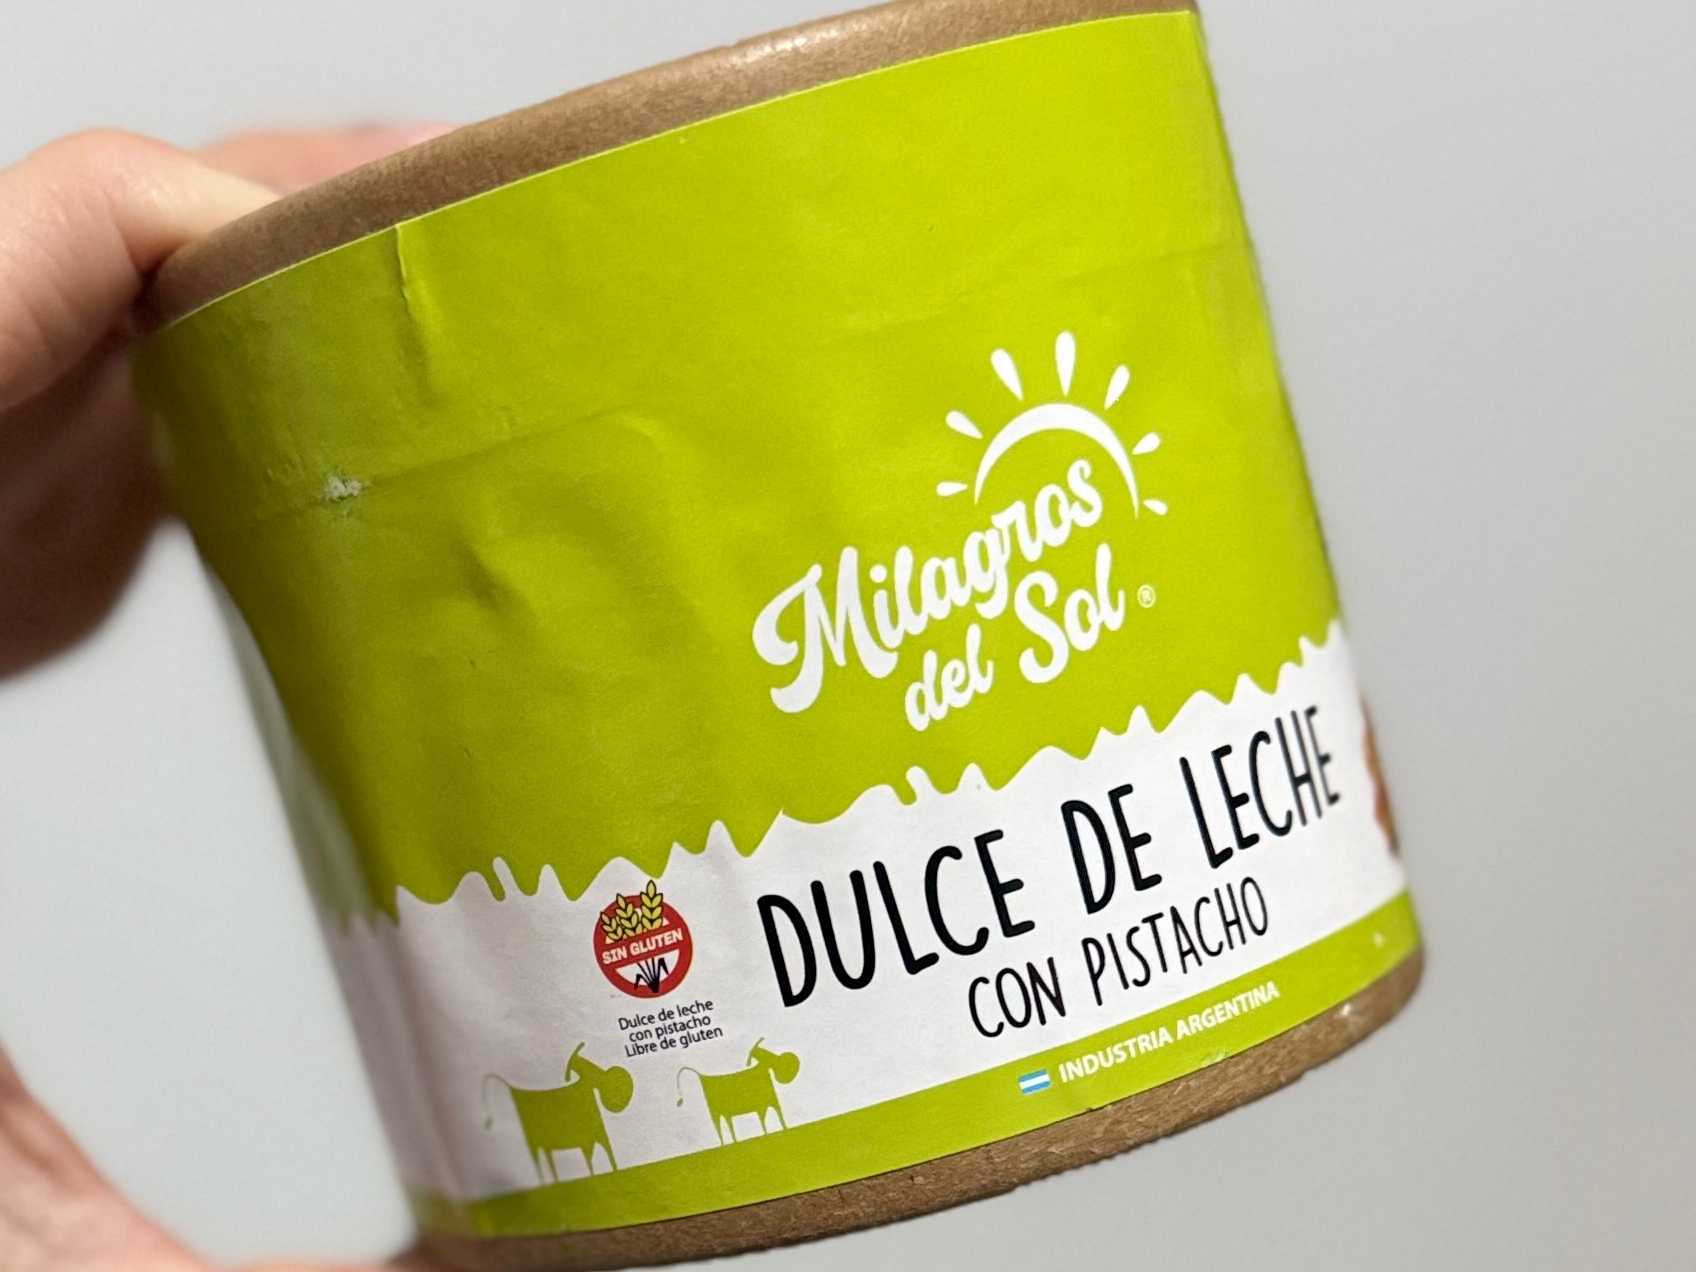 Milagros
del Sol ®
DULCE DE LECHE
CON PISTACHO
SIN GLUTEN
Dulce de leche
con pistacho
Libre de gluten
INDUSTRIA ARGENTINA